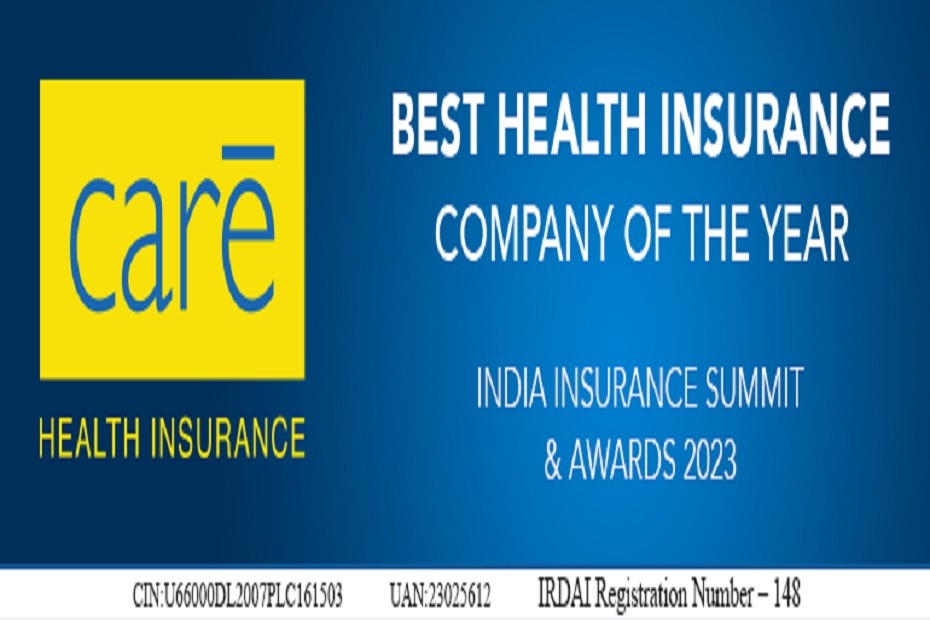 carē
HEALTH INSURANCE
BEST HEALTH INSURANCE
COMPANY OF THE YEAR
INDIA INSURANCE SUMMIT
& AWARDS 2023
CIN:U66000DL2007PLC161503 UAN:23025612 IRDAI Registration Number – 148